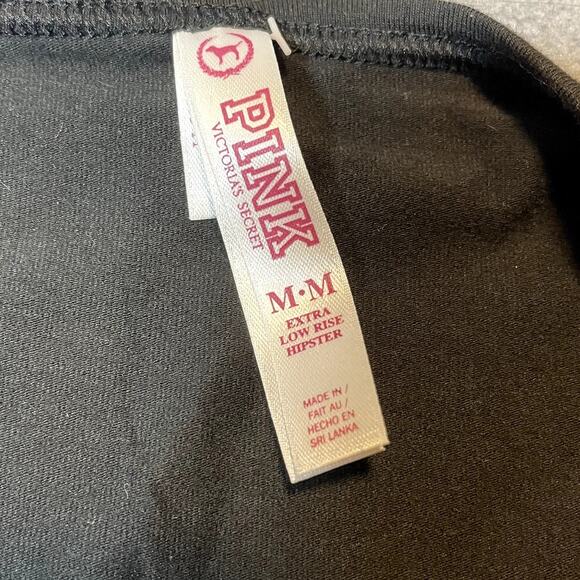 PINK
VICTORIA'S SECRET
M•M
EXTRA
LOW RISE
HIPSTER
MADE IN /
FAIT AU /
HECHO EN
SRI LANKA